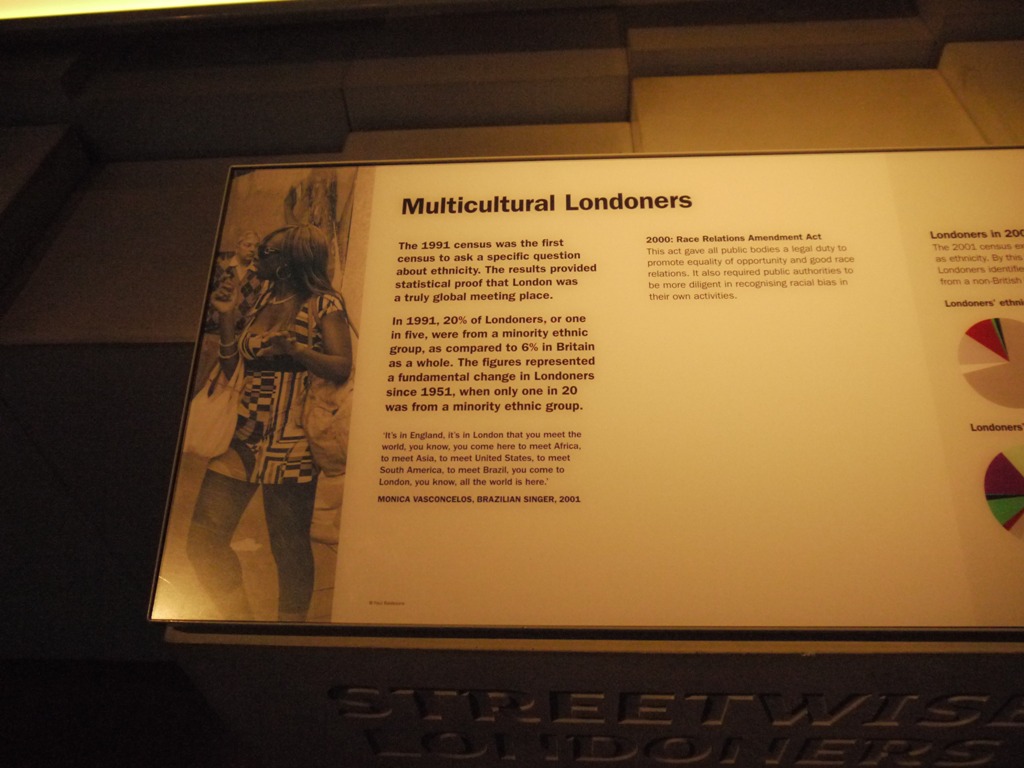 Multicultural Londoners
The 1991 census was the first
census to ask a specific question
about ethnicity. The results provided
statistical proof that London was
a truly global meeting place.
In 1991, 20% of Londoners, or one
in five, were from a minority ethnic
group, as compared to 6% in Britain
as a whole. The figures represented
a fundamental change in Londoners
since 1951, when only one in 20
was from a minority ethnic group.
'It's in England, it's in London that you meet the
world, you know, you come here to meet Africa,
to meet Asia, to meet United States, to meet
South America, to meet Brazil, you come to
London, you know, all the world is here.'
MONICA VASCONCELOS, BRAZILIAN SINGER, 2001
2000: Race Relations Amendment Act
This act gave all public bodies a legal duty to
promote equality of opportunity and good race
relations. It also required public authorities to
be more diligent in recognising racial bias in
their own activities.
Londoners in 200
The 2001 census
as ethnicity. By this
Londoners
from a non-British
Londoners'
Londoners'
STREETWISE
LONDONERS